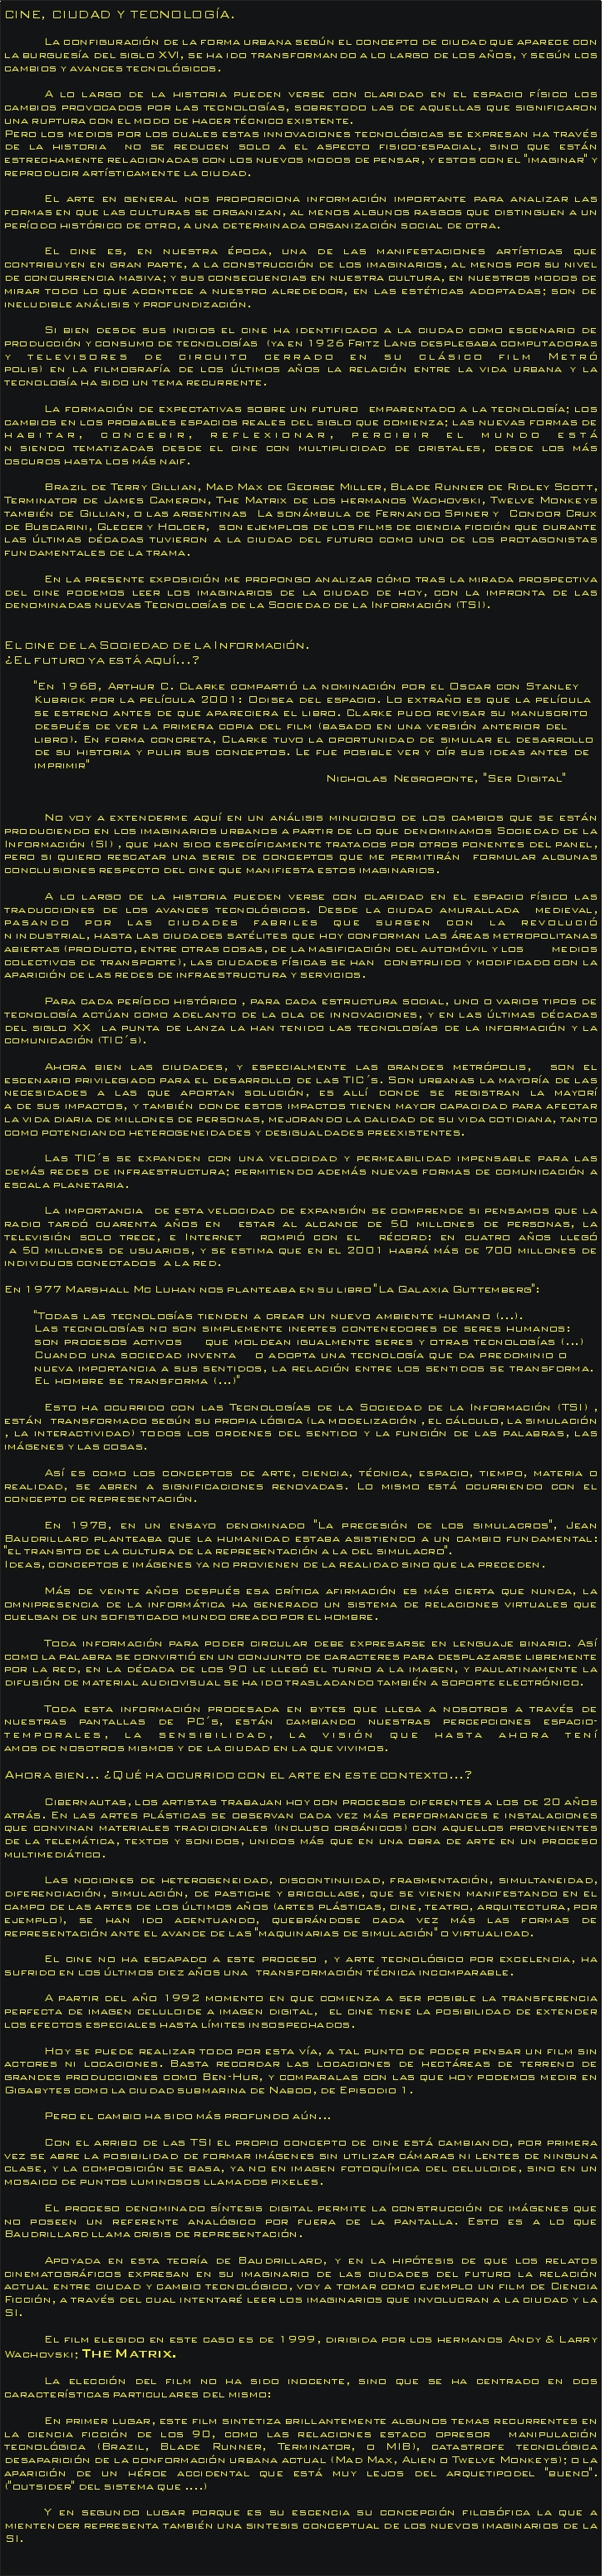 CINE, CIUDAD Y TECNOLOGÍA.
La configuración de la forma urbana según el concepto de ciudad que aparece con
la burguesía del siglo XVI, se ha ido transformando a lo largo de los años, y según los
cambios y avances tecnológicos.
A lo largo de la historia pueden verse con claridad en el espacio físico los
cambios provocados por las tecnologías, sobretodo las de aquellas que significaron
una ruptura con el modo de hacer técnico existente.
Pero los medios por los cuales estas innovaciones tecnológicas se expresan ha través
de la historia no se reducen solo a el aspecto fisico-espacial, sino que están
estrechamente relacionadas con los nuevos modos de pensar, y estos con el "imaginar" y
reproducir artísticamente la ciudad.
El arte en general nos proporciona información importante para analizar las
formas en que las culturas se organizan, al menos algunos rasgos que distinguen a un
período histórico de otro, a una determinada organización social de otra.
El cine es, en nuestra época, una de las manifestaciones artísticas que
contribuyen en gran parte, a la construcción de los imaginarios, al menos por su nivel
de concurrencia masiva; y sus consecuencias en nuestra cultura, en nuestros modos de
mirar todo lo que acontece a nuestro alrededor, en las estéticas adoptadas; son de
ineludible análisis y profundización.
Si bien desde sus inicios el cine ha identificado a la ciudad como escenario de
producción y consumo de tecnologías (ya en 1926 Fritz Lang desplegaba computadoras
y televisores de circuito cerrado en su clásico film Metró
polis) en la filmografía de los últimos años la relación entre la vida urbana y la
tecnología ha sido un tema recurrente.
La formación de expectativas sobre un futuro emparentado a la tecnología; los
cambios en los probables espacios reales del siglo que comienza; las nuevas formas de
habitar, concebir, reflexionar, percibir el mundo está
n siendo tematizadas desde el cine con multiplicidad de cristales, desde los más
oscuros hasta los más naif.
Brazil de Terry Gillian, Mad Max de George Miller, Blade Runner de Ridley Scott,
Terminator de James Cameron, The Matrix de los hermanos Wachovski, Twelve Monkeys
también de Gillian, o las argentinas La sonámbula de Fernando Spiner y Condor Crux
de Buscarini, Glecer y Holcer, son ejemplos de los films de ciencia ficción que durante
las últimas décadas tuvieron a la ciudad del futuro como uno de los protagonistas
fundamentales de la trama.
En la presente exposición me propongo analizar cómo tras la mirada prospectiva
del cine podemos leer los imaginarios de la ciudad de hoy, con la impronta de las
denominadas nuevas Tecnologías de la Sociedad de la Información (TSI).
El cine de la Sociedad de la Información.
¿El futuro ya está aquí...?
"En 1968, Arthur C. Clarke compartió la nominación por el Oscar con Stanley
Kubrick por la película 2001: Odisea del espacio. Lo extraño es que la película
se estreno antes de que apareciera el libro. Clarke pudo revisar su manuscrito
después de ver la primera copia del film (basado en una versión anterior del
libro). En forma concreta, Clarke tuvo la oportunidad de simular el desarrollo
de su historia y pulir sus conceptos. Le fue posible ver y oír sus ideas antes de
imprimir"
Nicholas Negroponte, "Ser Digital"
No voy a extenderme aquí en un análisis minucioso de los cambios que se están
produciendo en los imaginarios urbanos a partir de lo que denominamos Sociedad de la
Información (SI) , que han sido específicamente tratados por otros ponentes del panel,
pero si quiero rescatar una serie de conceptos que me permitirán formular algunas
conclusiones respecto del cine que manifiesta estos imaginarios.
A lo largo de la historia pueden verse con claridad en el espacio físico las
traducciones de los avances tecnológicos. Desde la ciudad amurallada medieval,
pasando por las ciudades fabriles que surgen con la revolució
n industrial, hasta las ciudades satélites que hoy conforman las áreas metropolitanas
abiertas (producto, entre otras cosas, de la masificación del automóvil y los medios
colectivos de transporte), las ciudades físicas se han construido y modificado con la
aparición de las redes de infraestructura y servicios.
Para cada período histórico , para cada estructura social, uno o varios tipos de
tecnología actúan como adelanto de la ola de innovaciones, y en las últimas décadas
del siglo XX la punta de lanza la han tenido las tecnologías de la información y la
comunicación (TIC´s).
Ahora bien las ciudades, y especialmente las grandes metrópolis, son el
escenario privilegiado para el desarrollo de las TIC´s. Son urbanas la mayoría de las
necesidades a las que aportan solución, es allí donde se registran la mayorí
a de sus impactos, y también donde estos impactos tienen mayor capacidad para afectar
la vida diaria de millones de personas, mejorando la calidad de su vida cotidiana, tanto
como potenciando heterogeneidades y desigualdades preexistentes.
Las TIC´s se expanden con una velocidad y permeabilidad impensable para las
demás redes de infraestructura; permitiendo además nuevas formas de comunicación a
escala planetaria.
La importancia de esta velocidad de expansión se comprende si pensamos que la
radio tardó cuarenta años en estar al alcance de 50 millones de personas, la
televisión solo trece, e Internet rompió con el récord: en cuatro años llegó
a 50 millones de usuarios, y se estima que en el 2001 habrá más de 700 millones de
individuos conectados a la red.
En 1977 Marshall Mc Luhan nos planteaba en su libro "La Galaxia Guttemberg":
"Todas las tecnologías tienden a crear un nuevo ambiente humano (...).
Las tecnologías no son simplemente inertes contenedores de seres humanos:
son procesos activos que moldean igualmente seres y otras tecnologías (...)
Cuando una sociedad inventa o adopta una tecnología que da predominio o
nueva importancia a sus sentidos, la relación entre los sentidos se transforma.
El hombre se transforma (...)"
Esto ha ocurrido con las Tecnologías de la Sociedad de la Información (TSI) ,
están transformado según su propia lógica (la modelización , el cálculo, la simulación
, la interactividad) todos los ordenes del sentido y la función de las palabras, las
imágenes y las cosas.
Así es como los conceptos de arte, ciencia, técnica, espacio, tiempo, materia o
realidad, se abren a significaciones renovadas. Lo mismo está ocurriendo con el
concepto de representación.
En 1978, en un ensayo denominado "La precesión de los simulacros", Jean
Baudrillard planteaba que la humanidad estaba asistiendo a un cambio fundamental:
"el transito de la cultura de la representación a la del simulacro".
Ideas, conceptos e imágenes ya no provienen de la realidad sino que la preceden.
Más de veinte años después esa crítica afirmación es más cierta que nunca, la
omnipresencia de la informática ha generado un sistema de relaciones virtuales que
cuelgan de un sofisticado mundo creado por el hombre.
Toda información para poder circular debe expresarse en lenguaje binario. Así
como la palabra se convirtió en un conjunto de caracteres para desplazarse libremente
por la red, en la década de los 90 le llegó el turno a la imagen, y paulatinamente la
difusión de material audiovisual se ha ido trasladando también a soporte electrónico.
Toda esta información procesada en bytes que llega a nosotros a través de
nuestras pantallas de PC´s, están cambiando nuestras percepciones espacio-
temporales, la sensibilidad, la visión que hasta ahora tení
amos de nosotros mismos y de la ciudad en la que vivimos.
Ahora bien... ¿Qué ha ocurrido con el arte en este contexto...?
Cibernautas, los artistas trabajan hoy con procesos diferentes a los de 20 años
atrás. En las artes plásticas se observan cada vez más performances e instalaciones
que convinan materiales tradicionales (incluso orgánicos) con aquellos provenientes
de la telemática, textos y sonidos, unidos más que en una obra de arte en un proceso
multimediático.
Las nociones de heterogeneidad, discontinuidad, fragmentación, simultaneidad,
diferenciación, simulación, de pastiche y bricollage, que se vienen manifestando en el
campo de las artes de los últimos años (artes plásticas, cine, teatro, arquitectura, por
ejemplo), se han ido acentuando, quebrándose cada vez más las formas de
representación ante el avance de las "maquinarias de simulación" o virtualidad.
El cine no ha escapado a este proceso , y arte tecnológico por excelencia, ha
sufrido en los últimos diez años una transformación técnica incomparable.
A partir del año 1992 momento en que comienza a ser posible la transferencia
perfecta de imagen celuloide a imagen digital, el cine tiene la posibilidad de extender
los efectos especiales hasta límites insospechados.
Hoy se puede realizar todo por esta vía, a tal punto de poder pensar un film sin
actores ni locaciones. Basta recordar las locaciones de hectáreas de terreno de
grandes producciones como Ben-Hur, y comparalas con las que hoy podemos medir en
Gigabytes como la ciudad submarina de Naboo, de Episodio 1.
Pero el cambio ha sido más profundo aún...
Con el arribo de las TSI el propio concepto de cine está cambiando, por primera
vez se abre la posibilidad de formar imágenes sin utilizar cámaras ni lentes de ninguna
clase, y la composición se basa, ya no en imagen fotoquímica del celuloide, sino en un
mosaico de puntos luminosos llamados pixeles.
El proceso denominado síntesis digital permite la construcción de imágenes que
no poseen un referente analógico por fuera de la pantalla. Esto es a lo que
Baudrillard llama crisis de representación.
Apoyada en esta teoría de Baudrillard, y en la hipótesis de que los relatos
cinematográficos expresan en su imaginario de las ciudades del futuro la relación
actual entre ciudad y cambio tecnológico, voy a tomar como ejemplo un film de Ciencia
Ficción, a través del cual intentaré leer los imaginarios que involucran a la ciudad y la
SI.
El film elegido en este caso es de 1999, dirigida por los hermanos Andy & Larry
Wachovski; The Matrix.
La elección del film no ha sido inocente, sino que se ha centrado en dos
características particulares del mismo:
En primer lugar, este film sintetiza brillantemente algunos temas recurrentes en
la ciencia ficción de los 90, como las relaciones estado opresor manipulación
tecnológica (Brazil, Blade Runner, Terminator, o MIB), catastrofe tecnológica
desaparición de la conformación urbana actual (Mad Max, Alien o Twelve Monkeys); o la
aparición de un héroe accidental que está muy lejos del arquetipo del "bueno".
("outsider" del sistema que ....)
Y en segundo lugar porque es su escencia su concepción filosófica la que a
mientender representa también una sintesis conceptual de los nuevos imaginarios de la
SI.